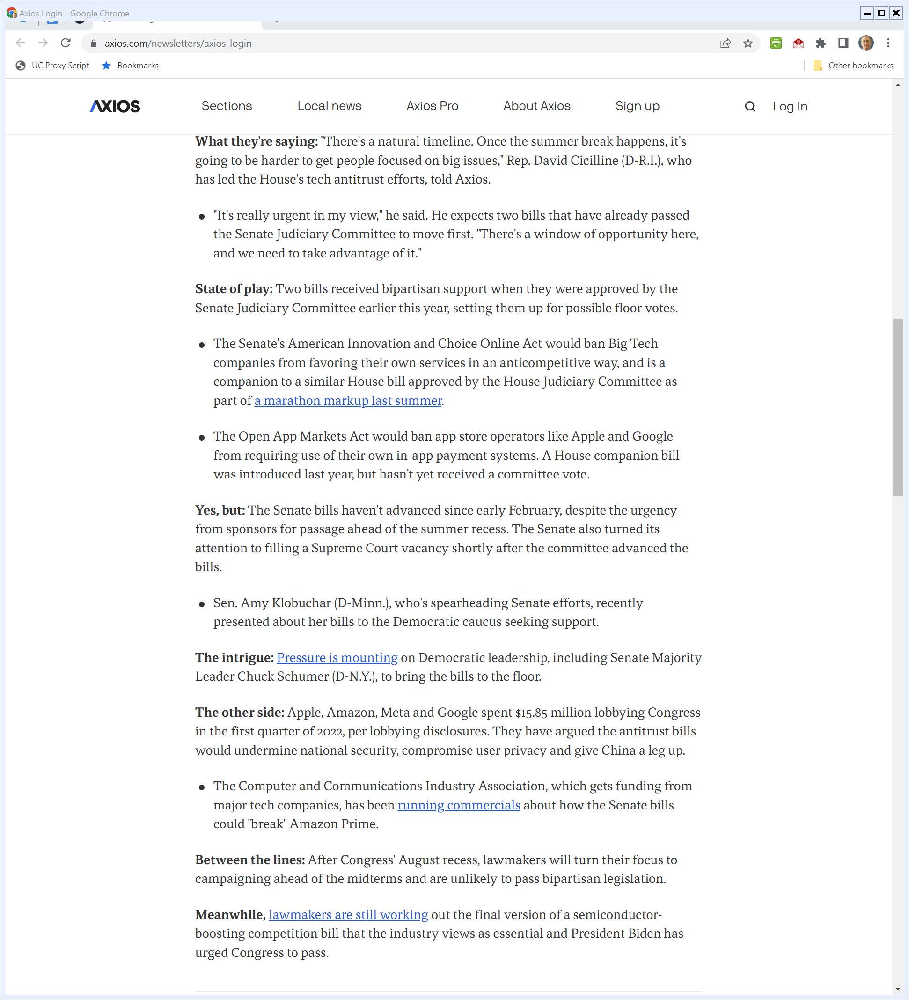 Axios Login - Google Chrome
axios.com/newsletters/axios-login
UC Proxy Script
Bookmarks
Other bookmarks
AXIOS
Sections
Local news
Axios Pro
About Axios
Sign up
Log In
What they're saying: "There's a natural timeline. Once the summer break happens, it's
going to be harder to get people focused on big issues," Rep. David Cicilline (D-R.I.), who
has led the House's tech antitrust efforts, told Axios.
"It's really urgent in my view," he said. He expects two bills that have already passed
the Senate Judiciary Committee to move first. "There's a window of opportunity here,
and we need to take advantage of it."
State of play: Two bills received bipartisan support when they were approved by the
Senate Judiciary Committee earlier this year, setting them up for possible floor votes.
The Senate's American Innovation and Choice Online Act would ban Big Tech
companies from favoring their own services in an anticompetitive way, and is a
companion to a similar House bill approved by the House Judiciary Committee as
part of a marathon markup last summer.
The Open App Markets Act would ban app store operators like Apple and Google
from requiring use of their own in-app payment systems. A House companion bill
was introduced last year, but hasn't yet received a committee vote.
Yes, but: The Senate bills haven't advanced since early February, despite the urgency
from sponsors for passage ahead of the summer recess. The Senate also turned its
attention to filling a Supreme Court vacancy shortly after the committee advanced the
bills.
Sen. Amy Klobuchar (D-Minn.), who's spearheading Senate efforts, recently
presented about her bills to the Democratic caucus seeking support.
The intrigue: Pressure is mounting on Democratic leadership, including Senate Majority
Leader Chuck Schumer (D-N.Y.), to bring the bills to the floor.
The other side: Apple, Amazon, Meta and Google spent $15.85 million lobbying Congress
in the first quarter of 2022, per lobbying disclosures. They have argued the antitrust bills
would undermine national security, compromise user privacy and give China a leg up.
The Computer and Communications Industry Association, which gets funding from
major tech companies, has been running commercials about how the Senate bills
could "break" Amazon Prime.
Between the lines: After Congress' August recess, lawmakers will turn their focus to
campaigning ahead of the midterms and are unlikely to pass bipartisan legislation.
Meanwhile, lawmakers are still working out the final version of a semiconductor-
boosting competition bill that the industry views as essential and President Biden has
urged Congress to pass.